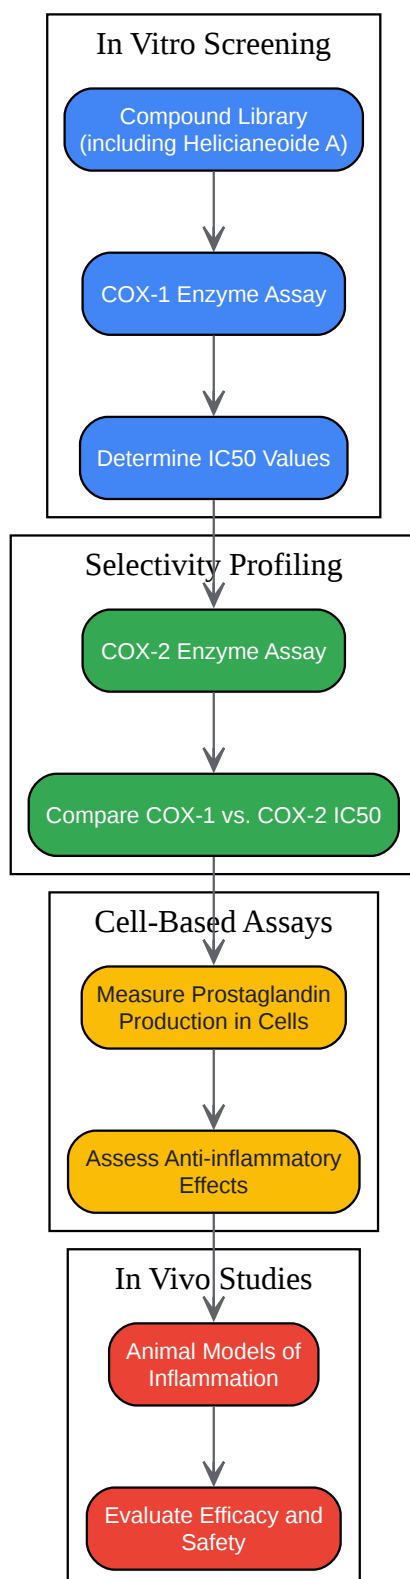 In Vitro Screening
Compound Library
(including Helicianeoide A)
COX-1 Enzyme Assay
Determine IC50 Values
Selectivity Profiling
COX-2 Enzyme Assay
Compare COX-1 vs. COX-2 IC50
Cell-Based Assays
Measure Prostaglandin
Production in Cells
Assess Anti-inflammatory
Effects
In Vivo Studies
Animal Models of
Inflammation
Evaluate Efficacy and
Safety